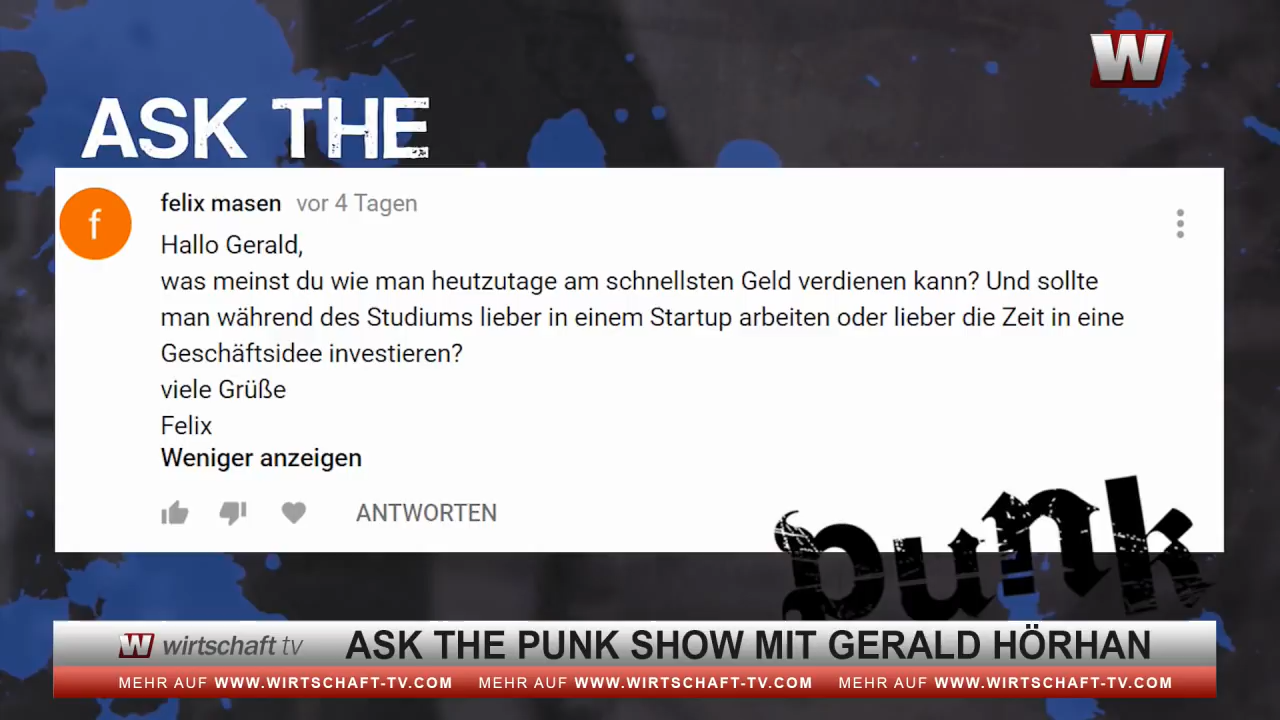 W
ASK THE
f
felix masen vor 4 Tagen
Hallo Gerald,
was meinst du wie man heutzutage am schnellsten Geld verdienen kann? Und sollte
man während des Studiums lieber in einem Startup arbeiten oder lieber die Zeit in eine
Geschäftsidee investieren?
viele Grüße
Felix
Weniger anzeigen
ANTWORTEN
punk
W wirtschaft tv ASK THE PUNK SHOW MIT GERALD HÖRHAN
MEHR AUF WWW.WIRTSCHAFT-TV.COM MEHR AUF WWW.WIRTSCHAFT-TV.COM MEHR AUF WWW.WIRTSCHAFT-TV.COM